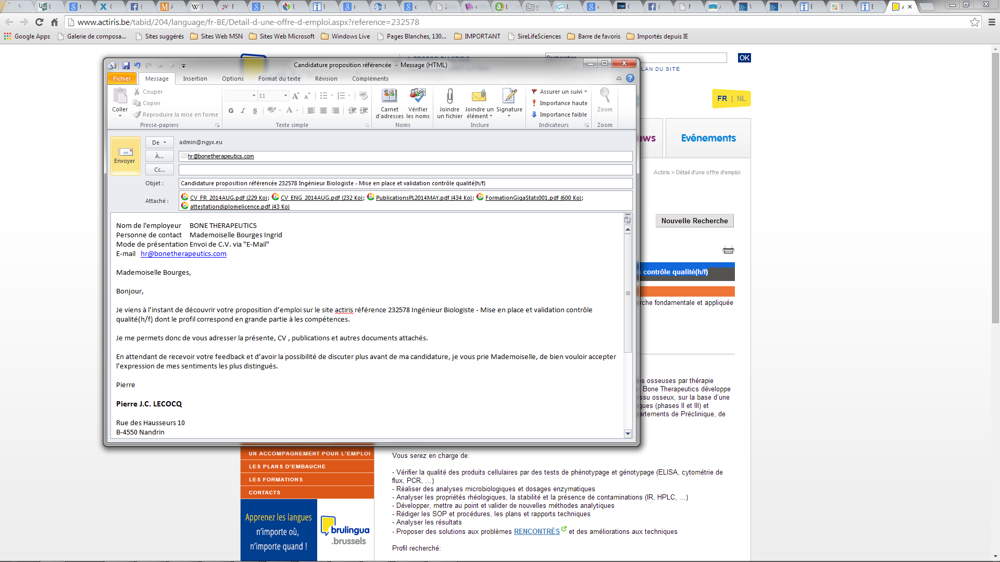 www.actiris.be/tabid/204/language/fr-BE/Detail-d-une-offre-d-emploi.aspx?reference=232578
Google Apps Galerie de composa... Sites suggérés Sites Web MSN Sites Web Microsoft Windows Live Pages Blanches, 130... IMPORTANT SireLifeSciences Barre de favoris Importés depuis IE
Rechercher OK
LAN DU SITE
FR | NL
ews Evénements
Actiris > Détail d'une offre d'emploi
Nouvelle Recherche
contrôle qualité(h/f)
rche fondamentale et appliquée
es osseuses par thérapie
Bone Therapeutics développe
ssu osseux, sur la base d'une
ques (phases II et III) et
artements de Préclinique, de
Candidature proposition référencée - Message (HTML)
Fichier Message Insertion Options Format du texte Révision Compléments
Coller
Couper
Copier
Reproduire la mise en forme
Presse-papiers
11
G I S
Texte simple
Carnet d'adresses
Vérifier les noms
Noms
Joindre un fichier
Joindre un élément
Signature
Inclure
Assurer un suivi
Importance haute
Importance faible
Indicateurs
Zoom
Zoom
Envoyer
De admin@ngyx.eu
À... hr@bonetherapeutics.com
Cc...
Objet : Candidature proposition référencée 232578 Ingénieur Biologiste - Mise en place et validation contrôle qualité(h/f)
Attaché : CV_FR_2014AUG.pdf (229 Ko); CV_ENG_2014AUG.pdf (232 Ko); PublicationsPL2014MAY.pdf (434 Ko); FormationGigaStats001.pdf (600 Ko);
attestationdiplomelicence.pdf (43 Ko)
Nom de l'employeur BONE THERAPEUTICS
Personne de contact Mademoiselle Bourges Ingrid
Mode de présentation Envoi de C.V. via "E-Mail"
E-mail hr@bonetherapeutics.com
Mademoiselle Bourges,
Bonjour,
Je viens à l'instant de découvrir votre proposition d'emploi sur le site actiris référence 232578 Ingénieur Biologiste - Mise en place et validation contrôle
qualité(h/f) dont le profil correspond en grande partie à les compétences.
Je me permets donc de vous adresser la présente, CV , publications et autres documents attachés.
En attendant de recevoir votre feedback et d'avoir la possibilité de discuter plus avant de ma candidature, je vous prie Mademoiselle, de bien vouloir accepter
l'expression de mes sentiments les plus distingués.
Pierre
Pierre J.C. LECOCQ
Rue des Hausseurs 10
B-4550 Nandrin
UN ACCOMPAGNEMENT POUR L'EMPLOI
LES PLANS D'EMBAUCHE
LES FORMATIONS
CONTACTS
Apprenez les langues
n'importe où,
n'importe quand !
brulingua
.brussels
Vous serez en charge de:
- Vérifier la qualité des produits cellulaires par des tests de phénotypage et génotypage (ELISA, cytométrie de
flux, PCR, ...)
- Réaliser des analyses microbiologiques et dosages enzymatiques
- Analyser les propriétés rhéologiques, la stabilité et la présence de contaminations (IR, HPLC, ...)
- Développer, mettre au point et valider de nouvelles méthodes analytiques
- Rédiger les SOP et procédures, les plans et rapports techniques
- Analyser les résultats
- Proposer des solutions aux problèmes RENCONTRÉS et des améliorations aux techniques
Profil recherché: